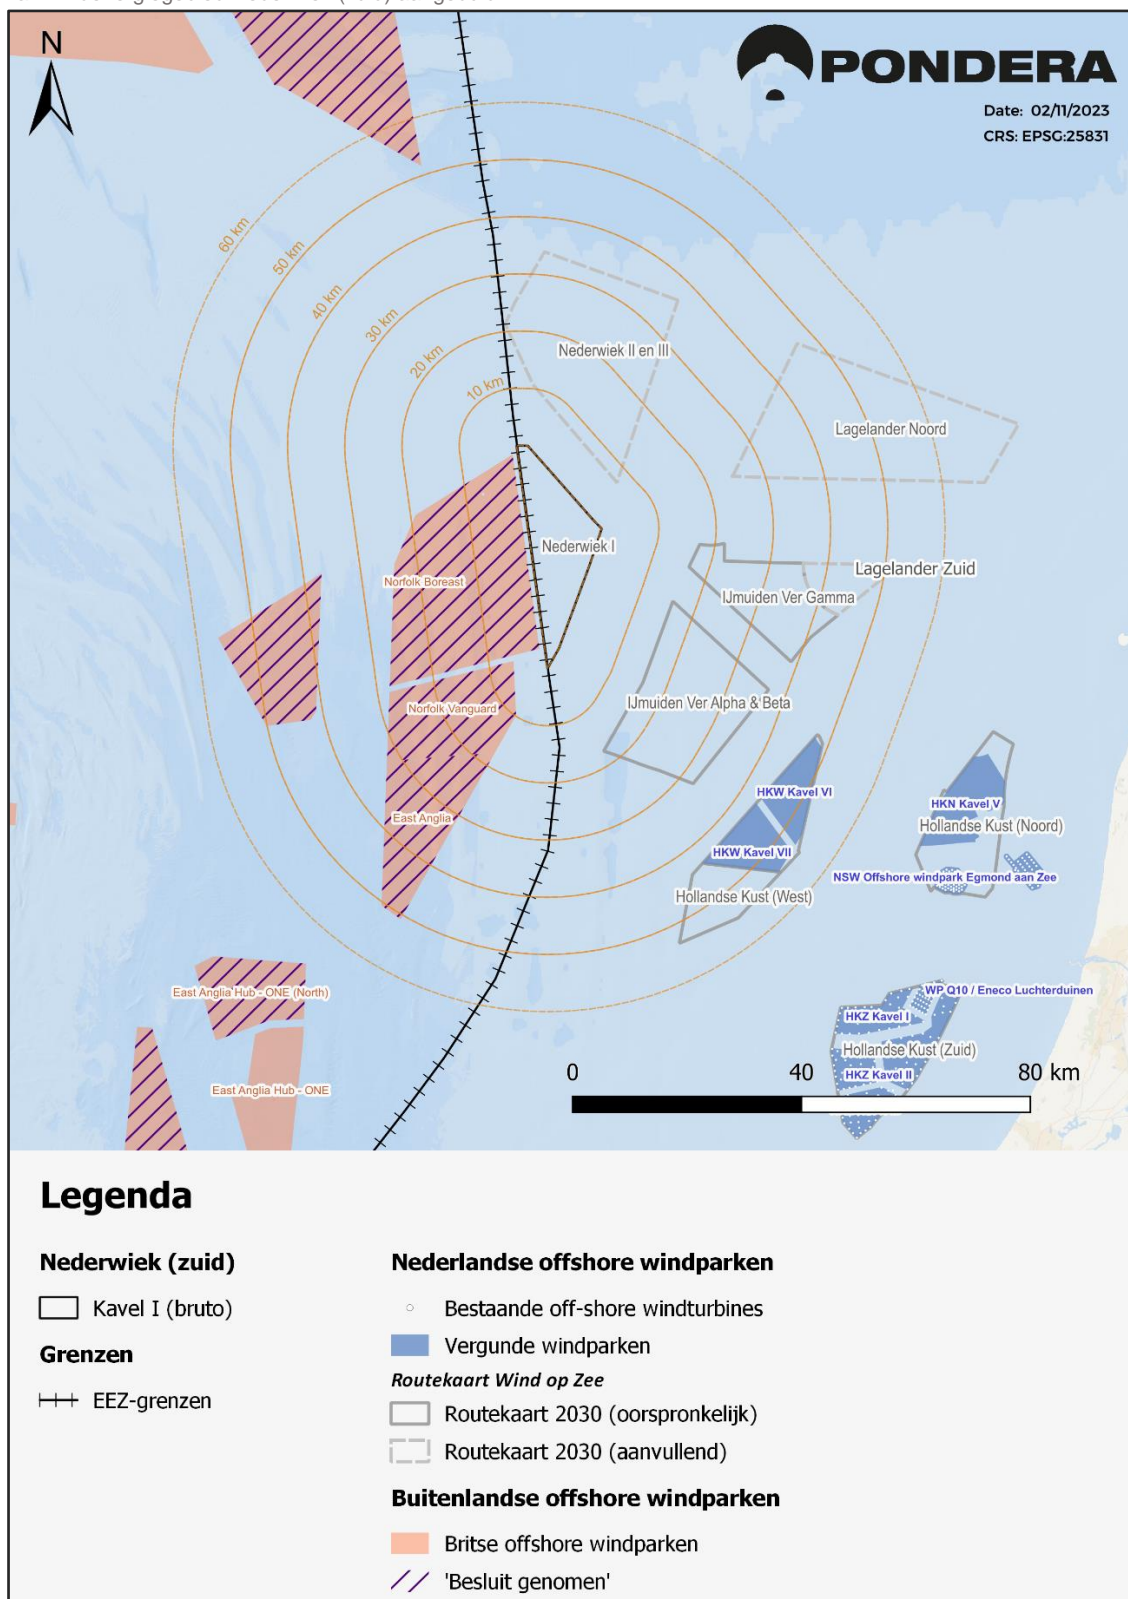 N
PONDERA
Date: 02/11/2023
CRS: EPSG:25831
60 km
50 km
40 km
30 km
20 km
10 km
Nederwiek II en III
Lagelander Noord
Nederwiek I
Norfolk Boreast
Lagelander Zuid
IJmuiden Ver Gamma
IJmuiden Ver Alpha & Beta
Norfolk Vanguard
East Anglia
HKW Kavel VI
HKW Kavel VII
Hollandse Kust (West)
HKN Kavel V
Hollandse Kust (Noord)
NSW Offshore windpark Egmond aan Zee
East Anglia Hub - ONE (North)
WP Q10 / Eneco Luchterduinen
HKZ Kavel I
Hollandse Kust (Zuid)
HKZ Kavel II
East Anglia Hub - ONE
0 40 80 km
Legenda
Nederwiek (zuid)
Kavel I (bruto)
Grenzen
EEZ-grenzen
Nederlandse offshore windparken
Bestaande off-shore windturbines
Vergunde windparken
Routekaart Wind op Zee
Routekaart 2030 (oorspronkelijk)
Routekaart 2030 (aanvullend)
Buitenlandse offshore windparken
Britse offshore windparken
'Besluit genomen'